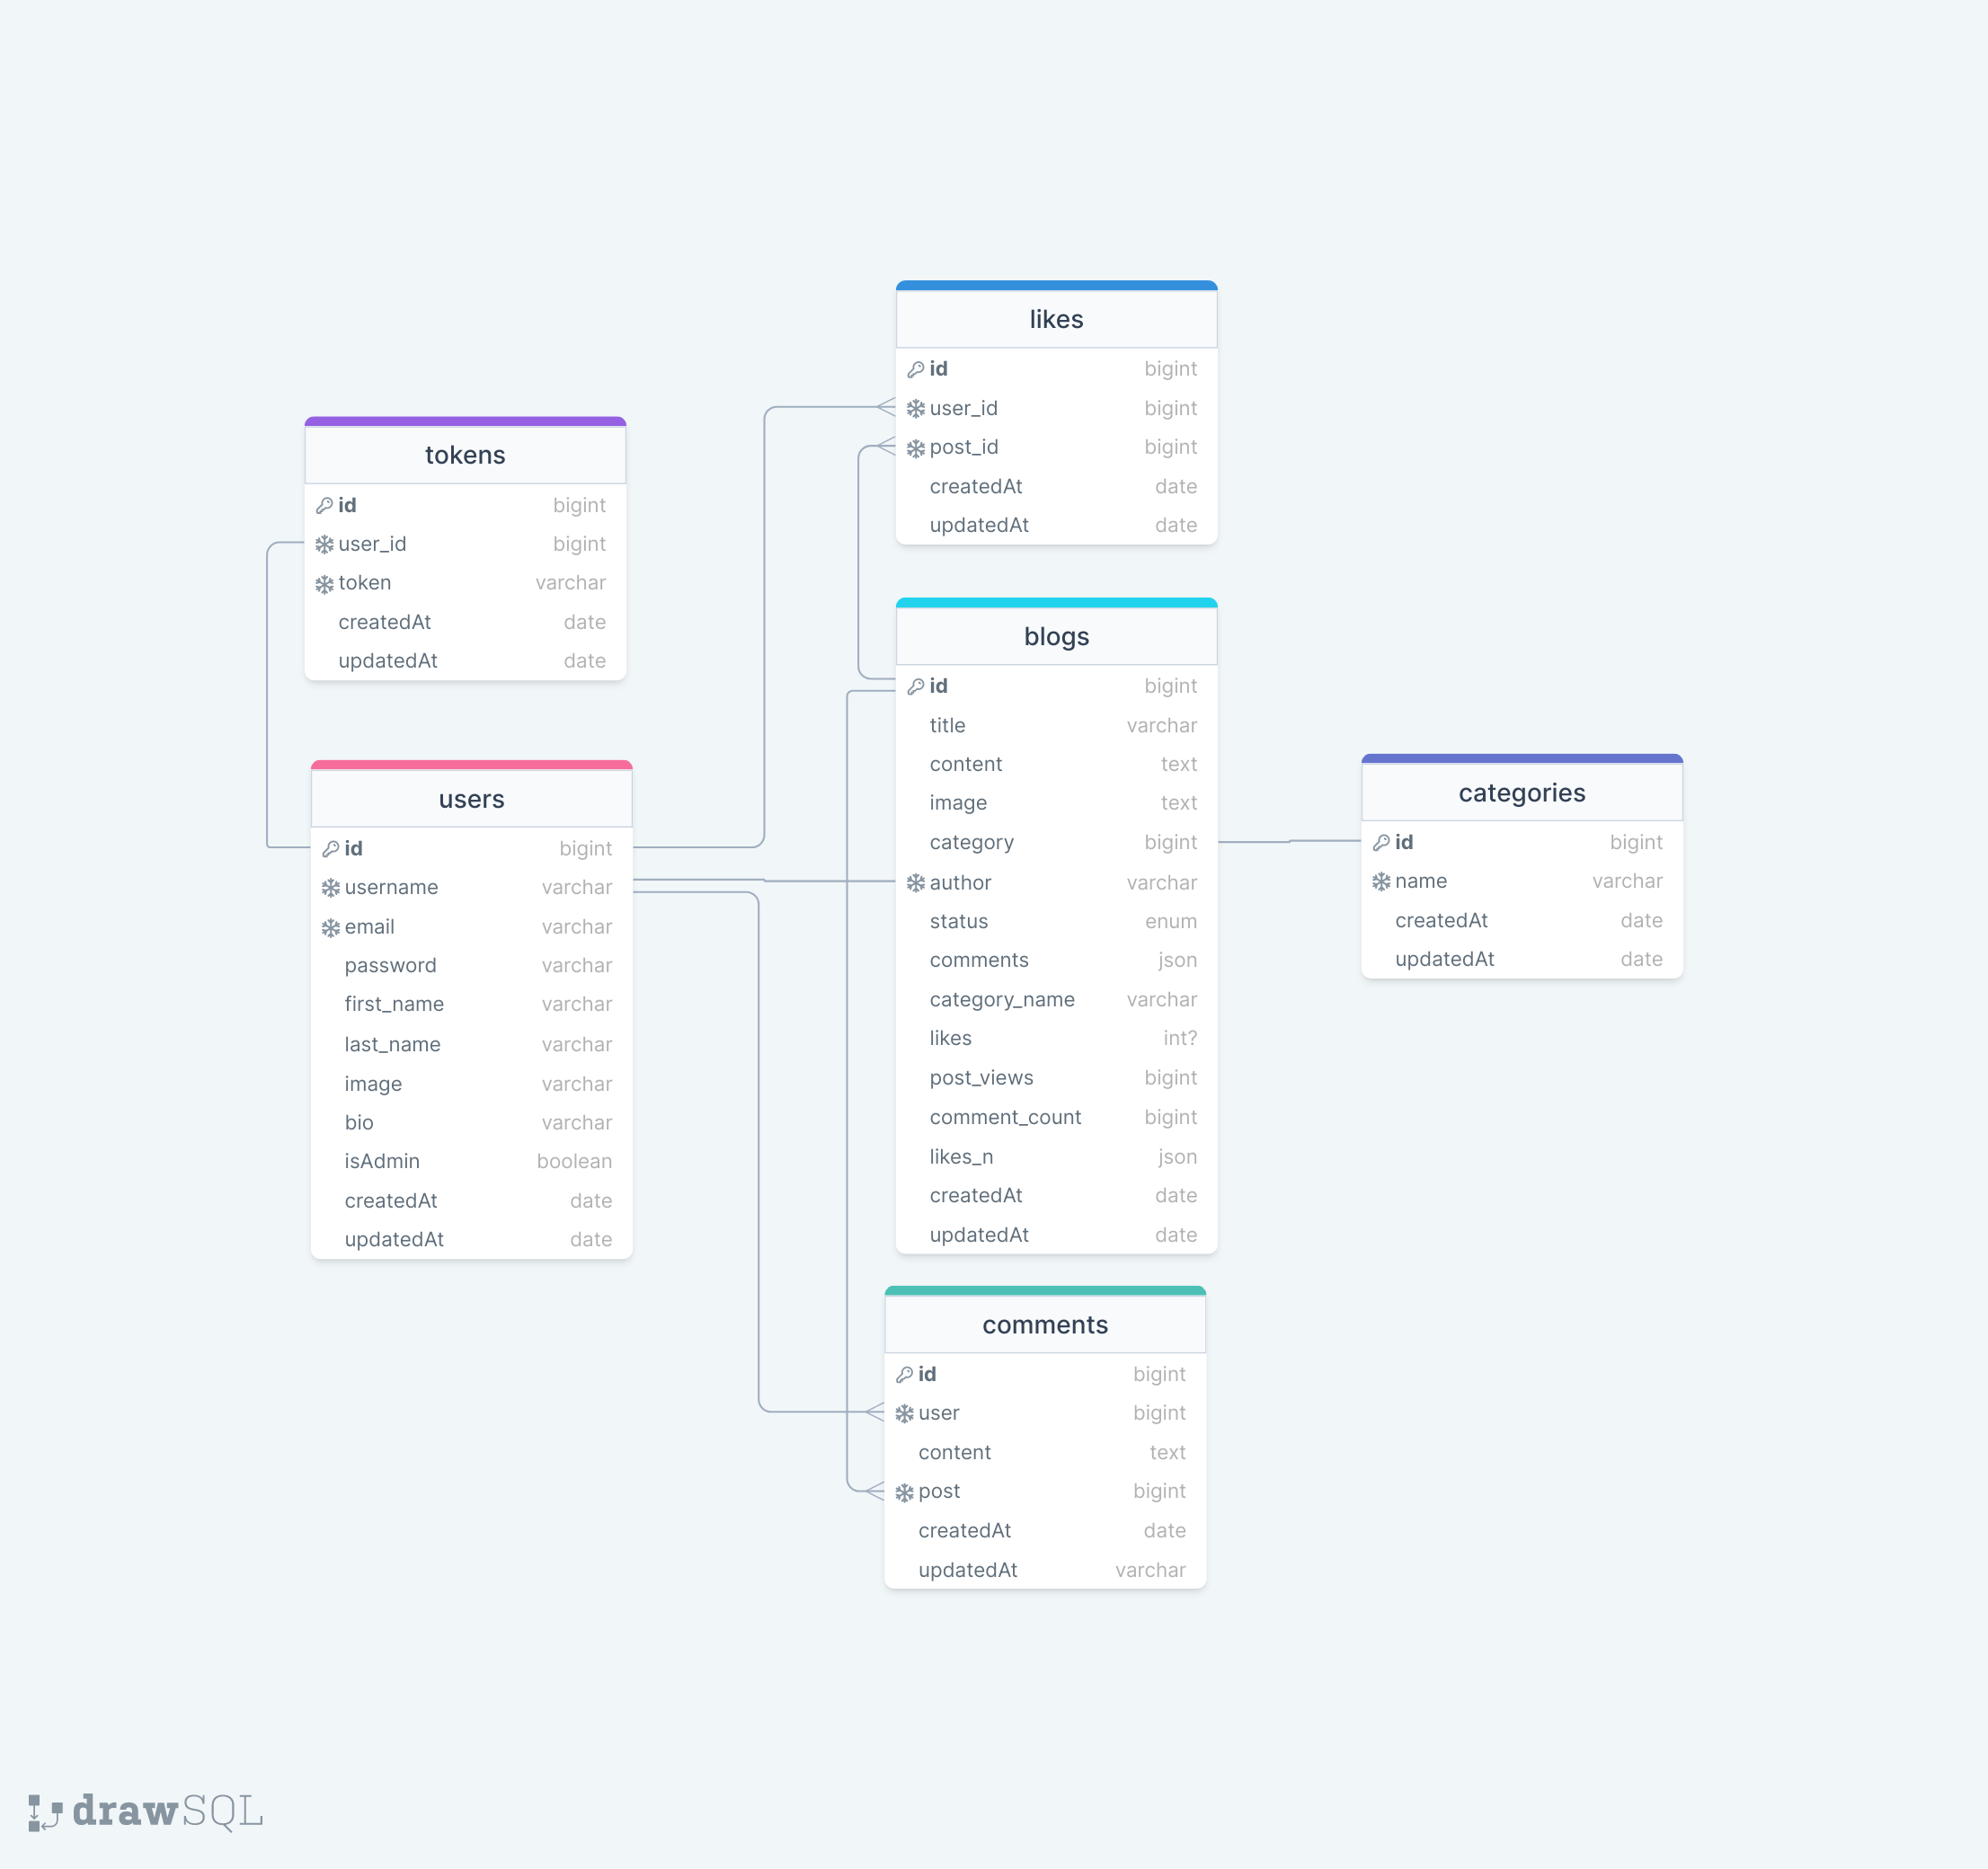 likes
id bigint
user_id bigint
post_id bigint
createdAt date
updatedAt date
tokens
id bigint
user_id bigint
token varchar
createdAt date
updatedAt date
blogs
id bigint
title varchar
content text
image text
category bigint
author varchar
status enum
comments json
category_name varchar
likes int?
post_views bigint
comment_count bigint
likes_n json
createdAt date
updatedAt date
users
id bigint
username varchar
email varchar
password varchar
first_name varchar
last_name varchar
image varchar
bio varchar
isAdmin boolean
createdAt date
updatedAt date
categories
id bigint
name varchar
createdAt date
updatedAt date
comments
id bigint
user bigint
content text
post bigint
createdAt date
updatedAt varchar
drawSQL